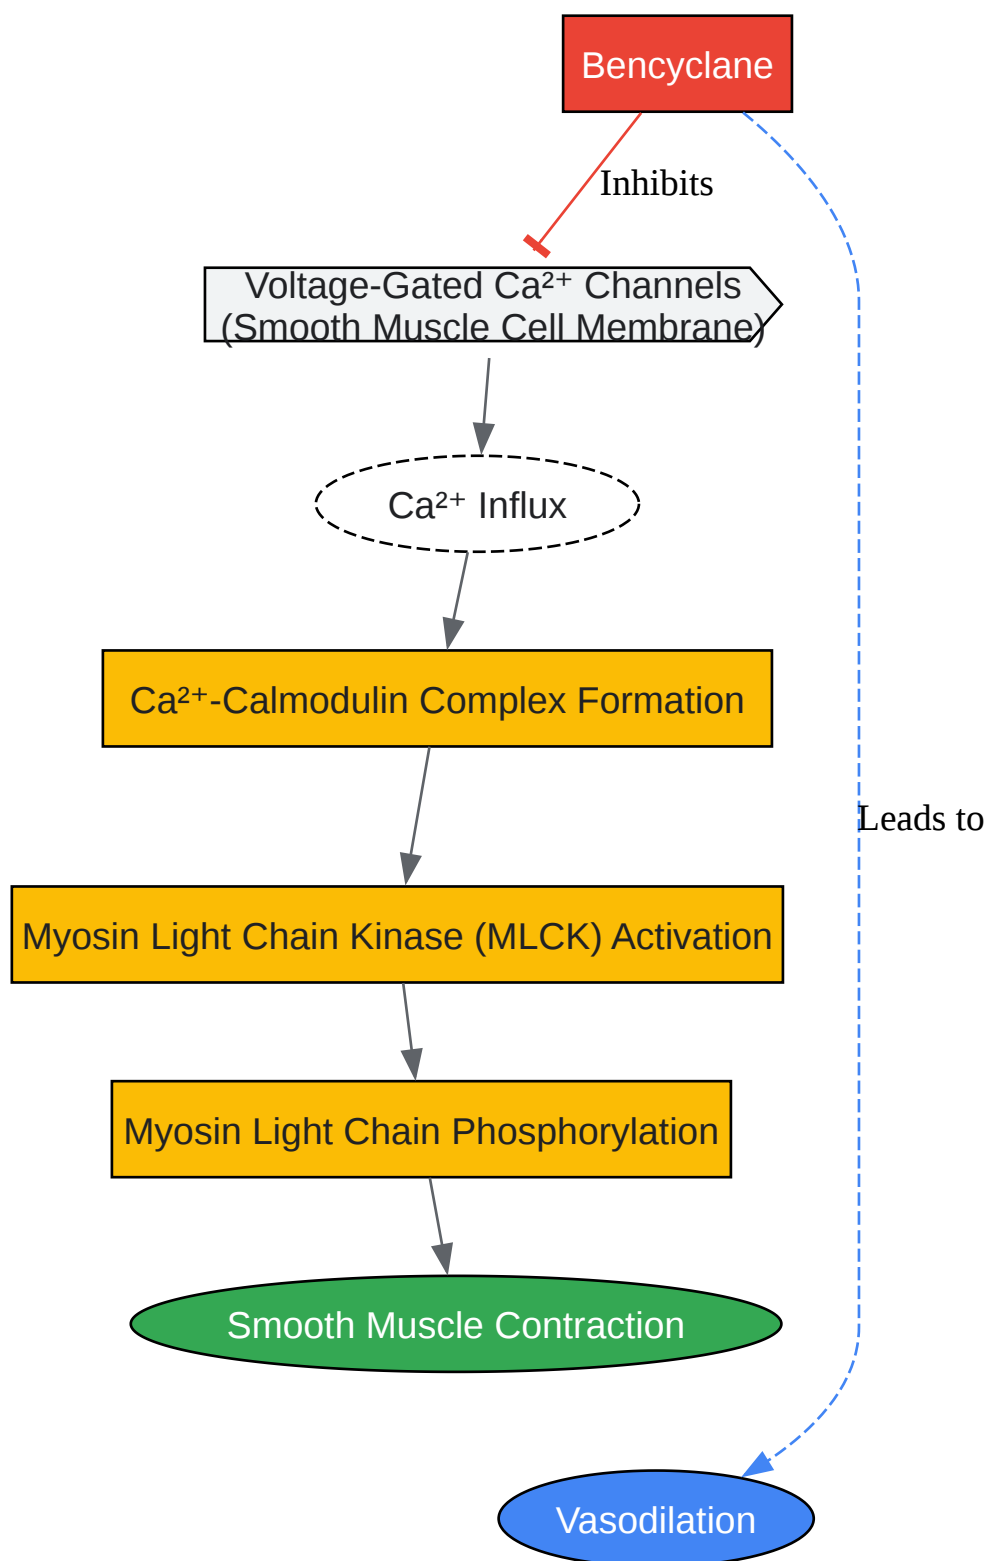 Bencyclane
Inhibits
Voltage-Gated Ca²⁺ Channels
(Smooth Muscle Cell Membrane)
Ca²⁺ Influx
Ca²⁺-Calmodulin Complex Formation
Leads to
Myosin Light Chain Kinase (MLCK) Activation
Myosin Light Chain Phosphorylation
Smooth Muscle Contraction
Vasodilation